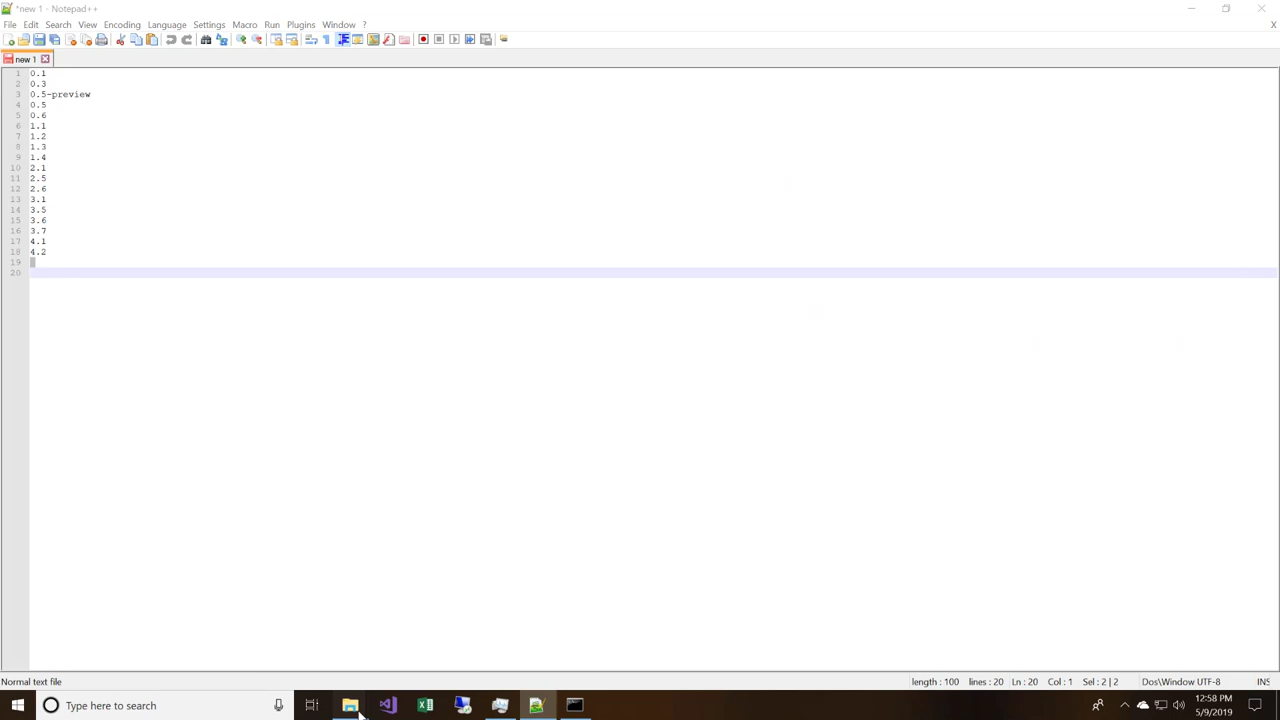 *new 1 - Notepad++
File Edit Search View Encoding Language Settings Macro Run Plugins Window ?
X
new 1
1 0.1
2 0.3
3 0.5-preview
4 0.5
5 0.6
6 1.1
7 1.2
8 1.3
9 1.4
10 2.1
11 2.5
12 2.6
13 3.1
14 3.5
15 3.6
16 3.7
17 4.1
18 4.2
19
20
Normal text file length : 100 lines : 20 Ln : 20 Col : 1 Sel : 2 | 2 Dos\Window UTF-8 INS
Type here to search
12:58 PM
5/9/2019